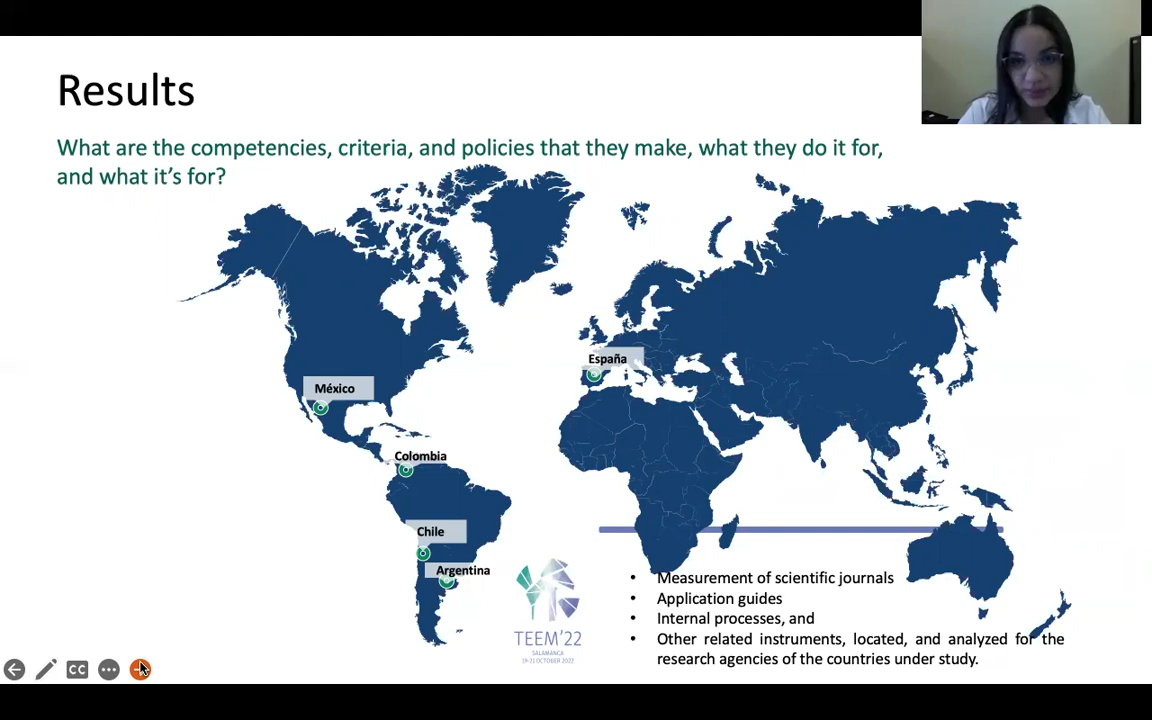 Results
What are the competencies, criteria, and policies that they make, what they do it for,
and what it's for?
España
México
Colombia
Chile
Argentina
TEEM'22
SALAMANCA
19-21 OCTOBER 2022
• Measurement of scientific journals
• Application guides
• Internal processes, and
• Other related instruments, located, and analyzed for the
research agencies of the countries under study.
CC